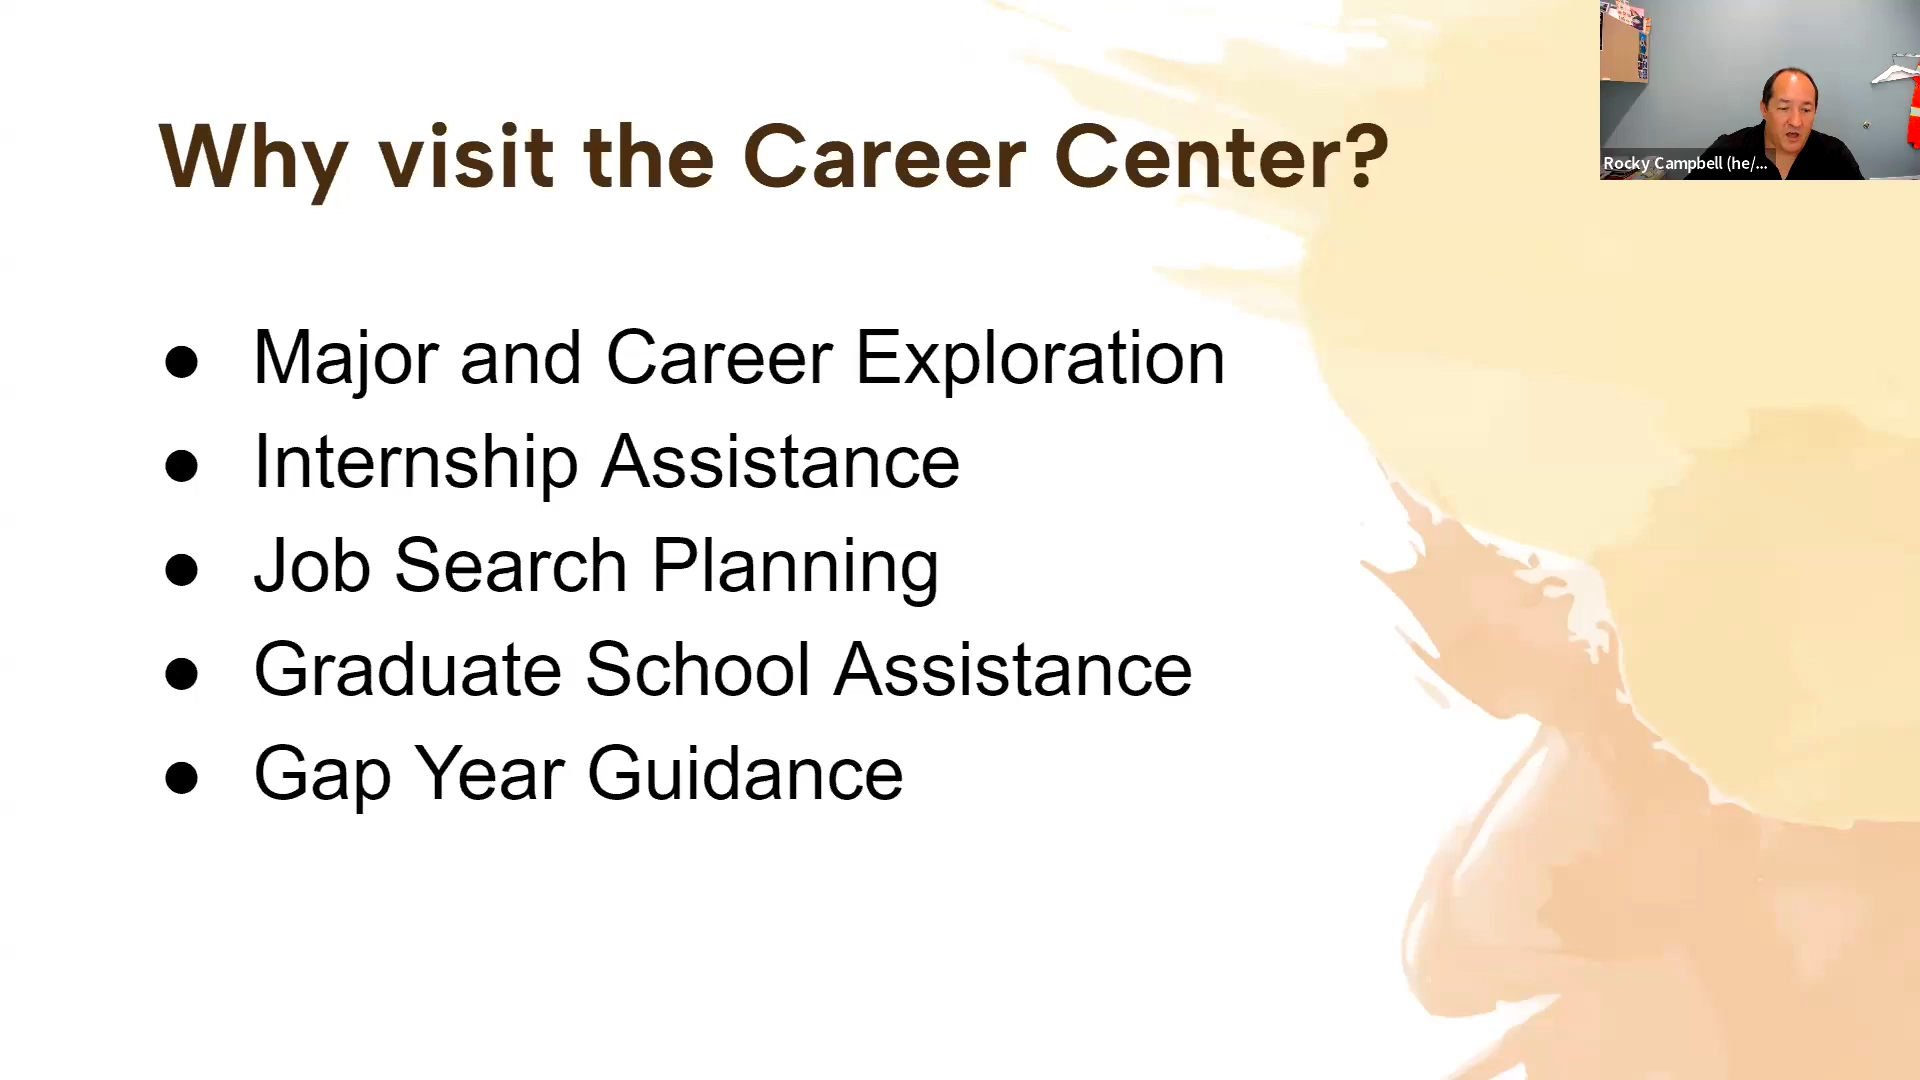 Why visit the Career Center?
Rocky Campbell (he/...
● Major and Career Exploration
● Internship Assistance
● Job Search Planning
● Graduate School Assistance
● Gap Year Guidance